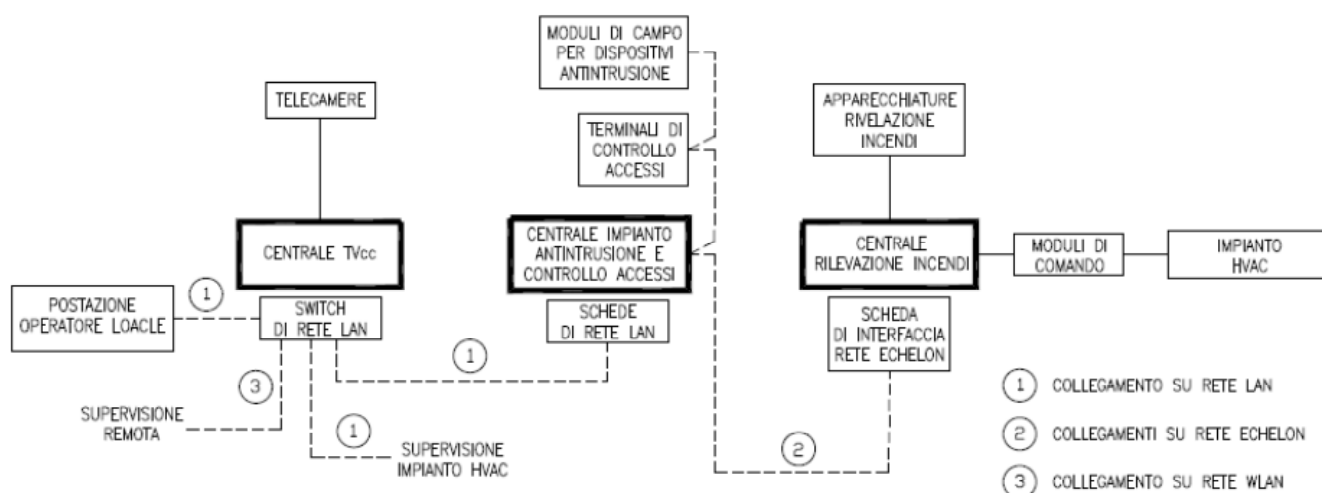 MODULI DI CAMPO
PER DISPOSITIVI
ANTINTRUSIONE
TELECAMERE
APPARECCHIATURE
RIVELAZIONE
INCENDI
TERMINALI DI
CONTROLLO
ACCESSI
CENTRALE TVcc
CENTRALE IMPIANTO
ANTINTRUSIONE E
CONTROLLO ACCESSI
CENTRALE
RILEVAZIONE INCENDI
MODULI DI
COMANDO
IMPIANTO
HVAC
POSTAZIONE
OPERATORE LOACLE
1
SWITCH
DI RETE LAN
SCHEDE
DI RETE LAN
SCHEDA
DI INTERFACCIA
RETE ECHELON
1
3
SUPERVISIONE
REMOTA
1
SUPERVISIONE
IMPIANTO HVAC
2
1 COLLEGAMENTO SU RETE LAN
2 COLLEGAMENTI SU RETE ECHELON
3 COLLEGAMENTO SU RETE WLAN